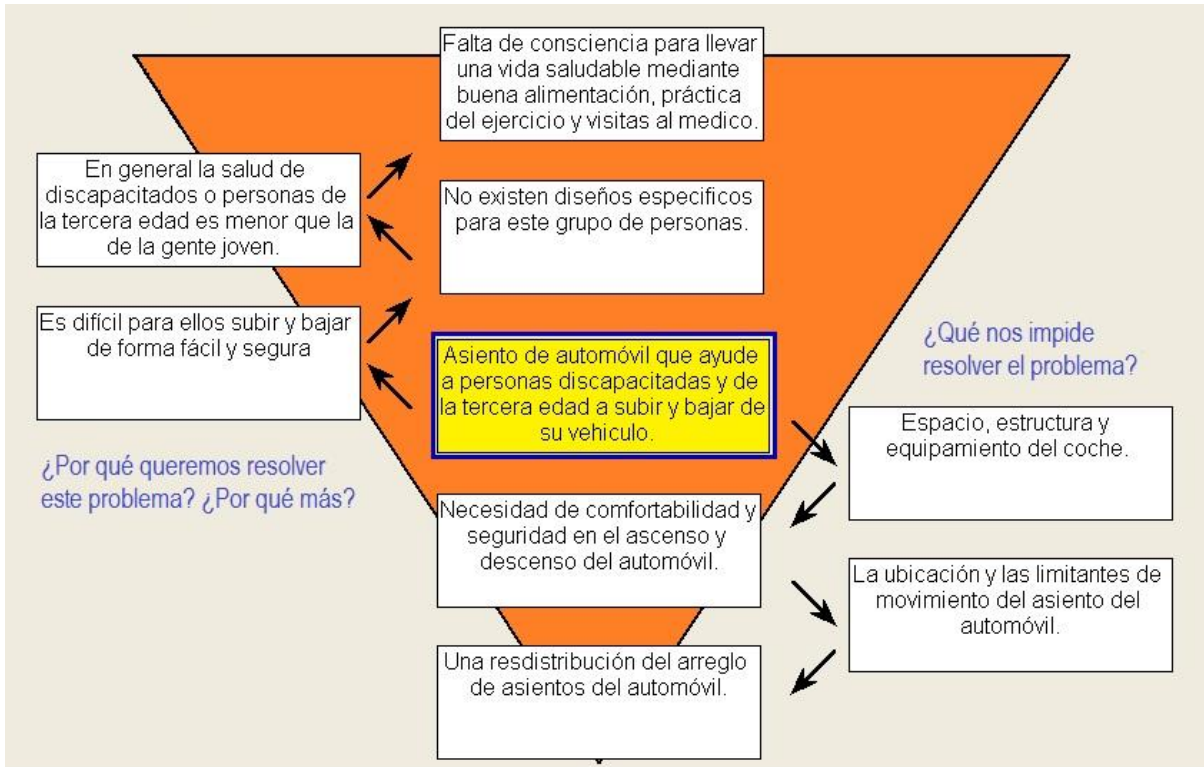 Falta de consciencia para llevar
una vida saludable mediante
buena alimentación, práctica
del ejercicio y visitas al medico.
En general la salud de
discapacitados o personas de
la tercera edad es menor que la
de la gente joven.
No existen diseños especificos
para este grupo de personas.
Es difícil para ellos subir y bajar
de forma fácil y segura
Asiento de automóvil que ayude
a personas discapacitadas y de
la tercera edad a subir y bajar de
su vehiculo.
¿Qué nos impide
resolver el problema?
Espacio, estructura y
equipamiento del coche.
¿Por qué queremos resolver
este problema? ¿Por qué más?
Necesidad de comfortabilidad y
seguridad en el ascenso y
descenso del automóvil.
La ubicación y las limitantes de
movimiento del asiento del
automóvil.
Una resdistribución del arreglo
de asientos del automóvil.